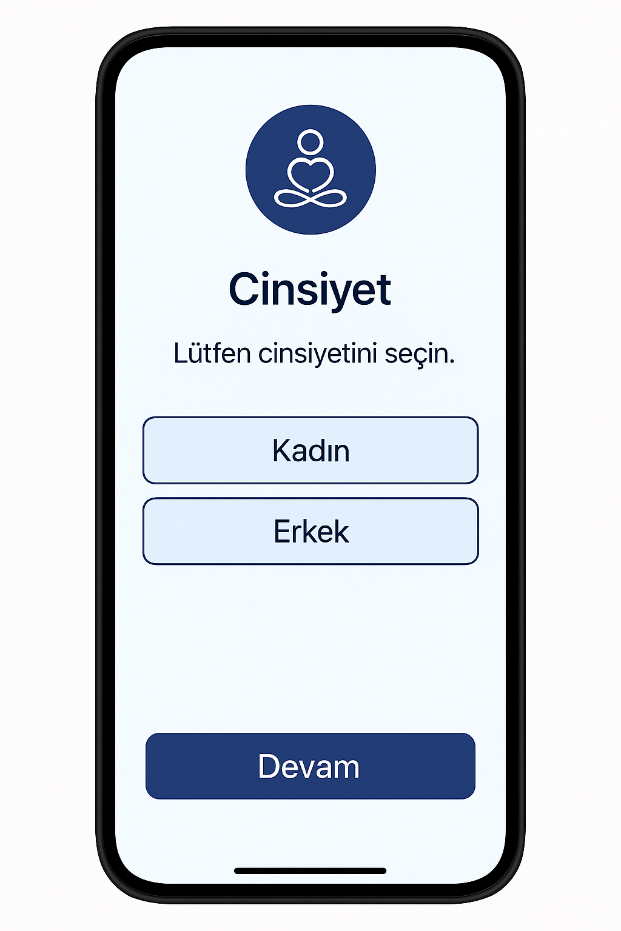 Cinsiyet
Lütfen cinsiyetini seçin.
Kadın
Erkek
Devam